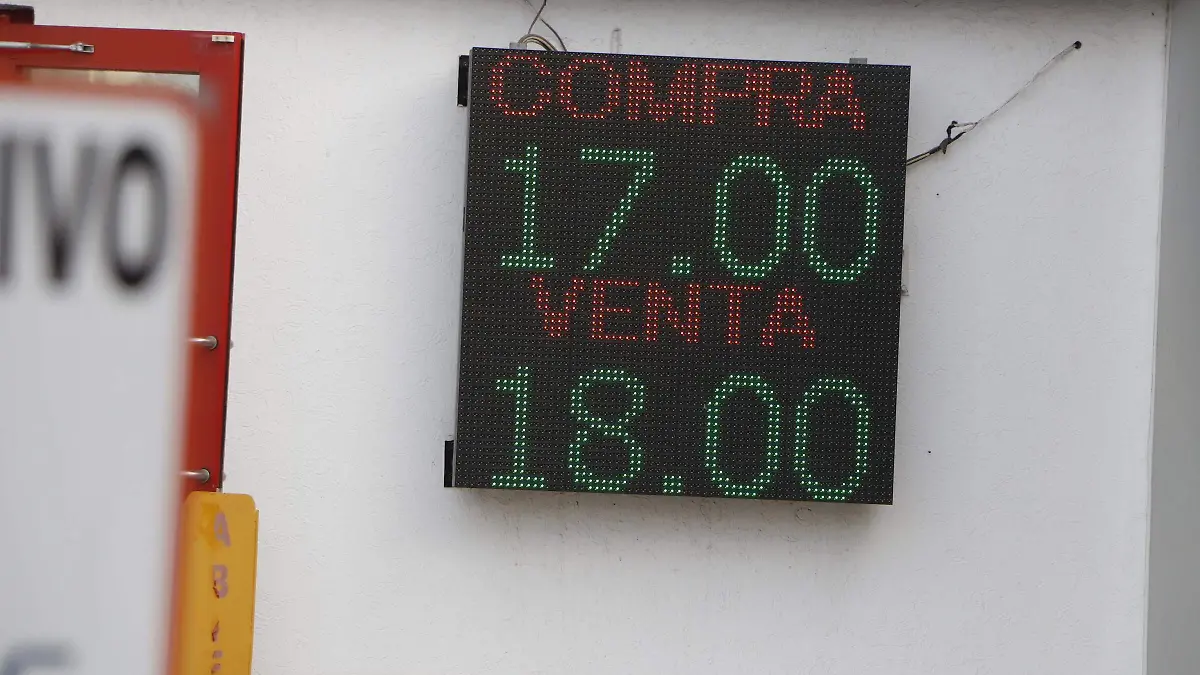 COMPRA
17.00
VENTA
18.00
IVO
A
B